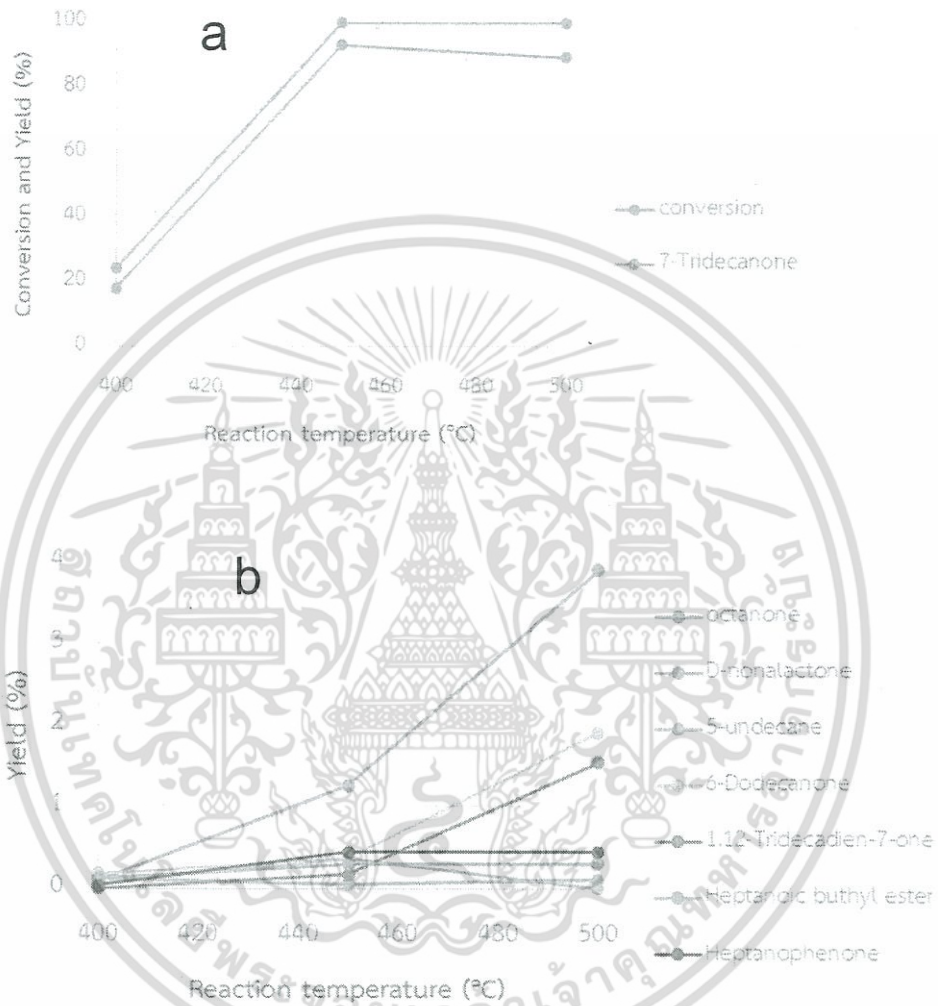 a
100
80
60
40
20
0
Conversion and Yield (%)
conversion
7-Tridecanone
400 420 440 460 480 500
Reaction temperature (°C)
b
4
3
2
1
0
Yield (%)
octanone
D-nonalactone
5-undecane
6-Dodecanone
1.12-Tridecadien-7-one
Heptanoic buthyl ester
Heptanophenone
400 420 440 460 480 500
Reaction temperature (°C)